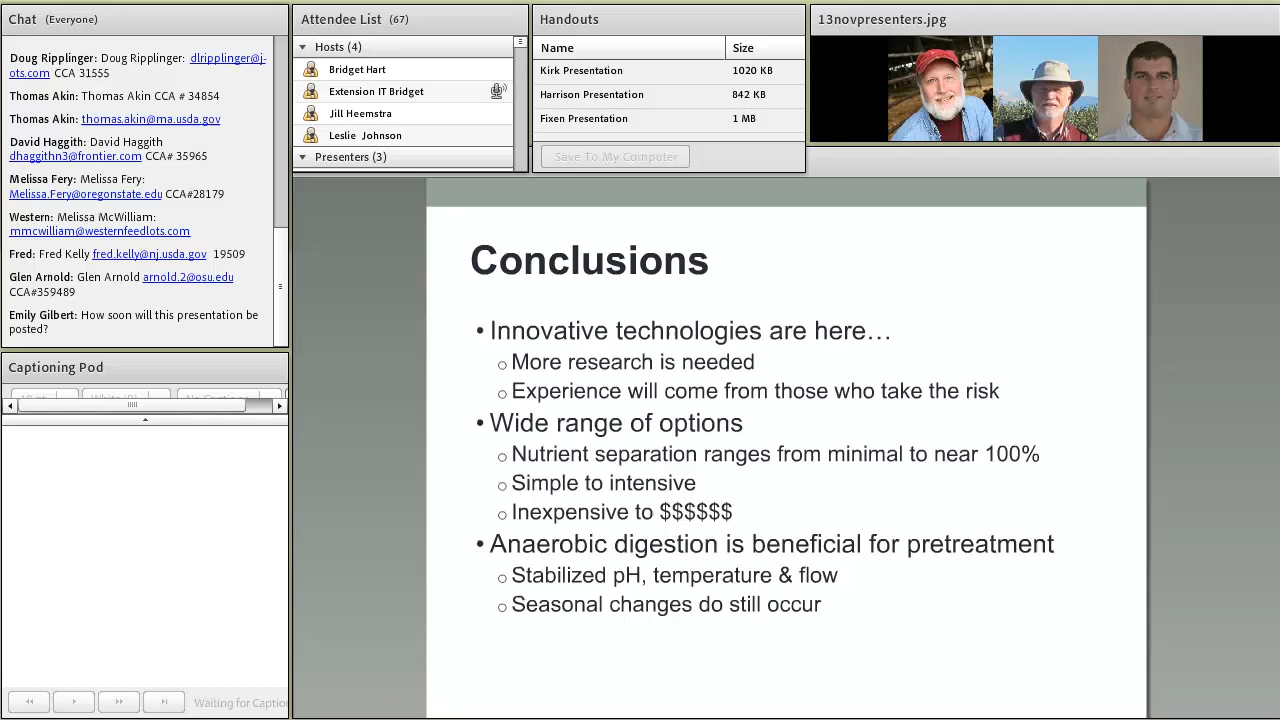 Chat (Everyone)
Doug Ripplinger: Doug Ripplinger: dlripplinger@j-
ots.com CCA 31555
Thomas Akin: Thomas Akin CCA # 34854
Thomas Akin: thomas.akin@ma.usda.gov
David Haggith: David Haggith
dhaggithn3@frontier.com CCA# 35965
Melissa Fery: Melissa Fery:
Melissa.Fery@oregonstate.edu CCA#28179
Western: Melissa McWilliam:
mmcwilliam@westernfeedlots.com
Fred: Fred Kelly fred.kelly@nj.usda.gov 19509
Glen Arnold: Glen Arnold arnold.2@osu.edu
CCA#359489
Emily Gilbert: How soon will this presentation be
posted?
Captioning Pod
Waiting for Captio
Attendee List (67)
Hosts (4)
Bridget Hart
Extension IT Bridget
Jill Heemstra
Leslie Johnson
Presenters (3)
Handouts
Name Size
Kirk Presentation 1020 KB
Harrison Presentation 842 KB
Fixen Presentation 1 MB
Save To My Computer
13novpresenters.jpg
Conclusions
• Innovative technologies are here…
o More research is needed
o Experience will come from those who take the risk
• Wide range of options
o Nutrient separation ranges from minimal to near 100%
o Simple to intensive
o Inexpensive to $$$$$$
• Anaerobic digestion is beneficial for pretreatment
o Stabilized pH, temperature & flow
o Seasonal changes do still occur